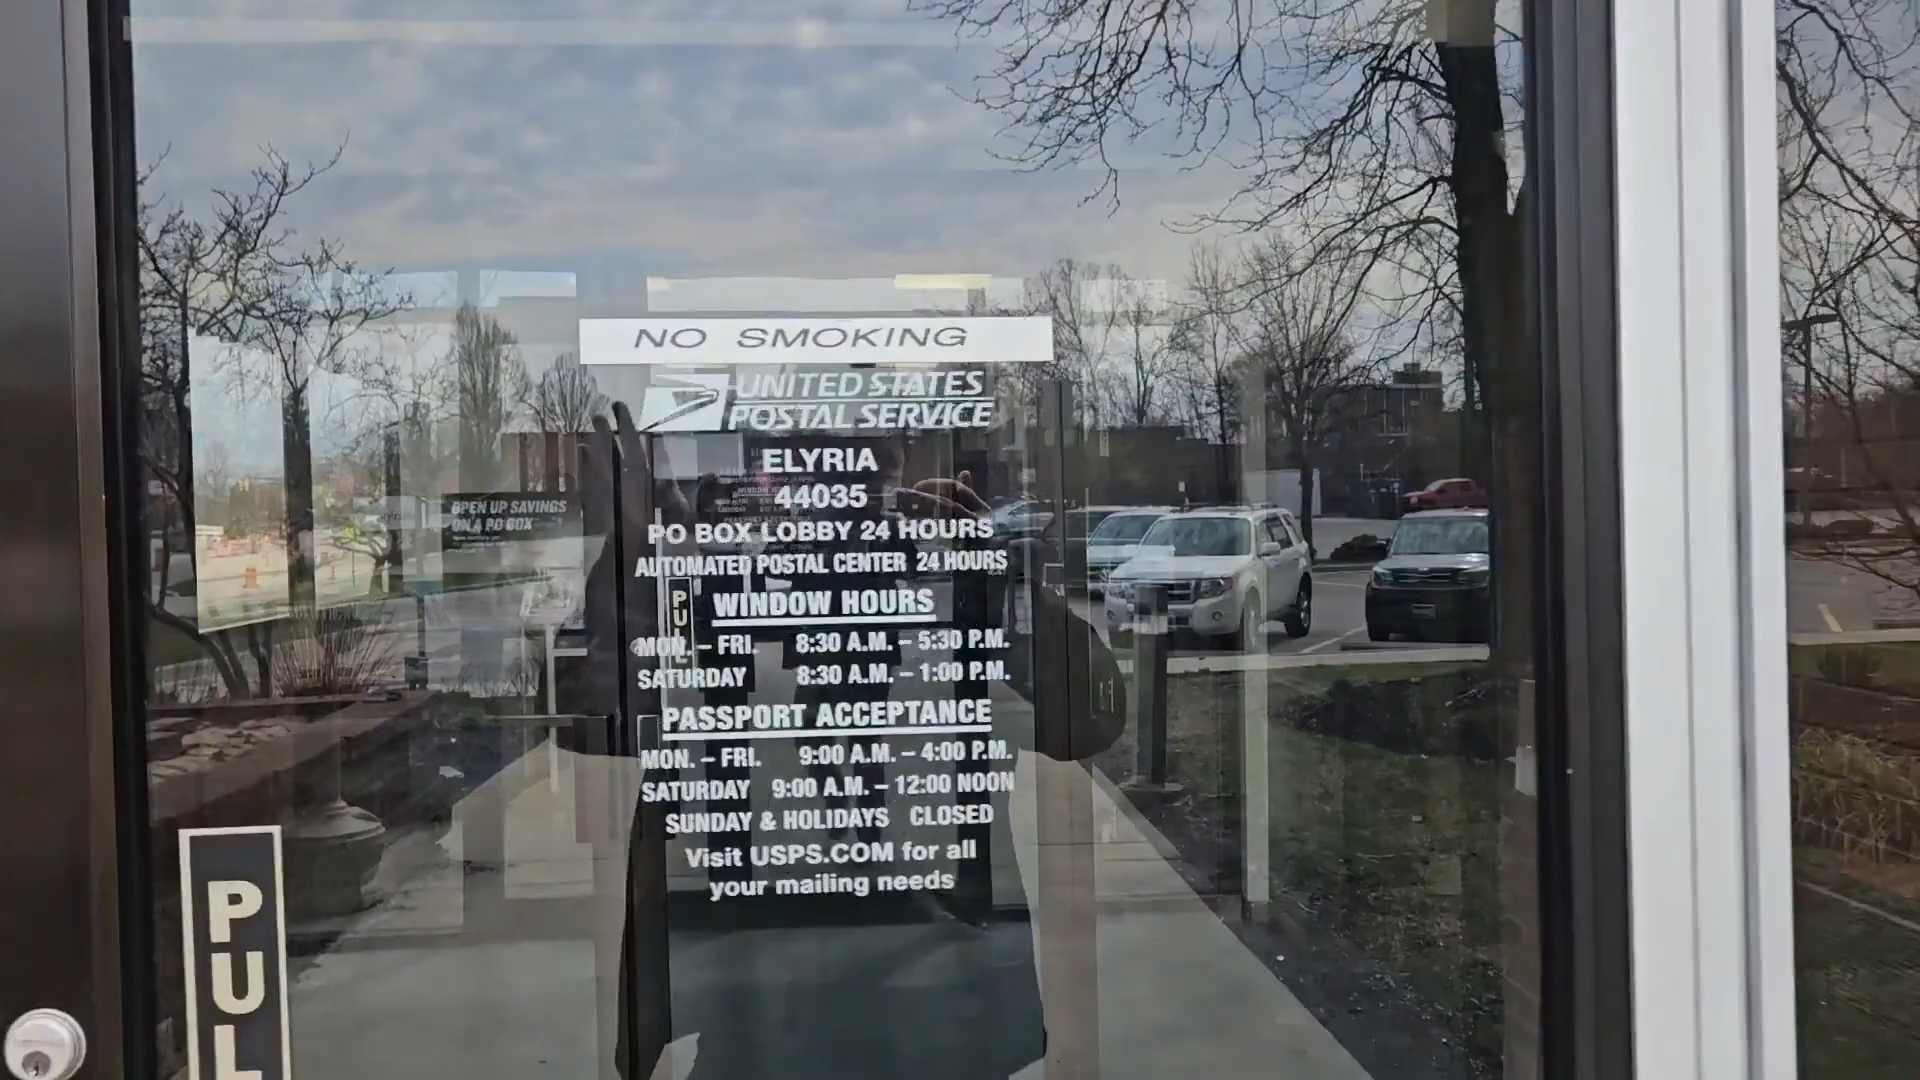 NO SMOKING
UNITED STATES
POSTAL SERVICE
ELYRIA
44035
PO BOX LOBBY 24 HOURS
AUTOMATED POSTAL CENTER 24 HOURS
WINDOW HOURS
MON. – FRI. 8:30 A.M. – 5:30 P.M.
SATURDAY 8:30 A.M. – 1:00 P.M.
PASSPORT ACCEPTANCE
MON. – FRI. 9:00 A.M. – 4:00 P.M.
SATURDAY 9:00 A.M. – 12:00 NOON
SUNDAY & HOLIDAYS CLOSED
Visit USPS.COM for all
your mailing needs
OPEN UP SAVINGS
ON A PO BOX
PUL
PUL